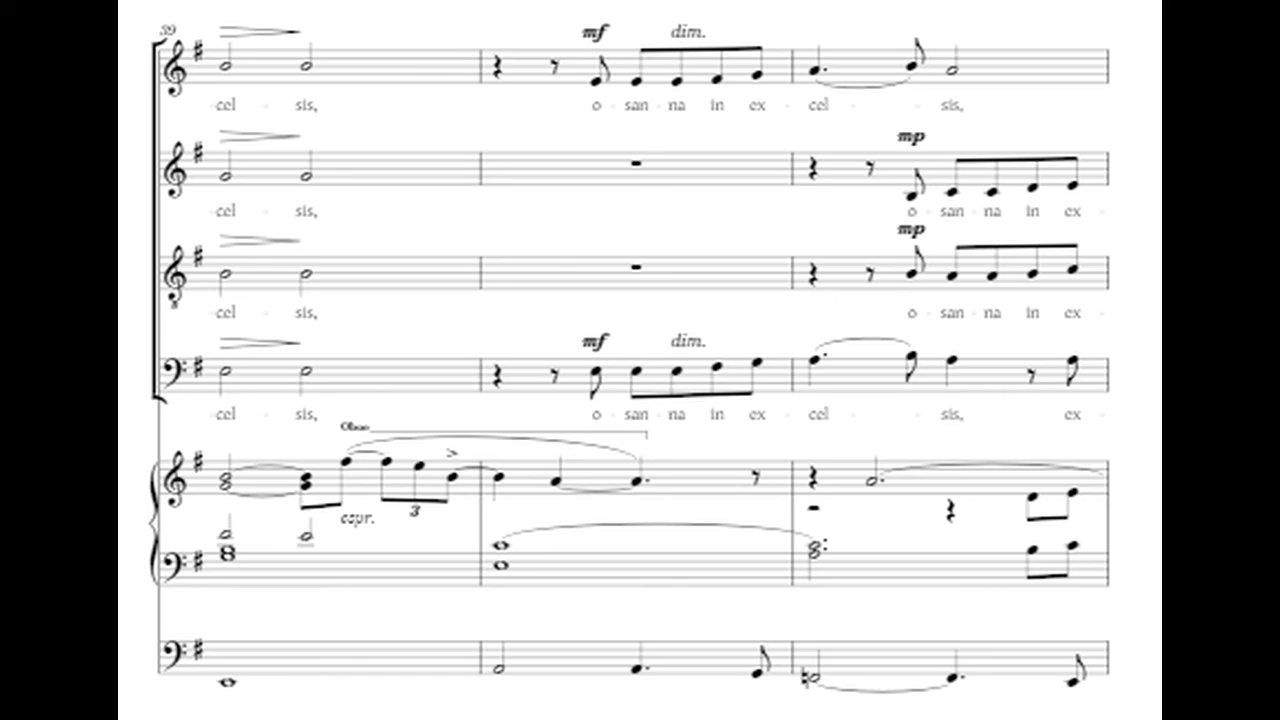 39
mf dim.
cel - sis, o - san - na in ex - cel - sis,
mp
cel - sis, o - san - na in ex -
mp
8
cel - sis, o - san - na in ex -
mf dim.
cel - sis, o - san - na in ex - cel - sis, ex -
Oboe
espr. 3